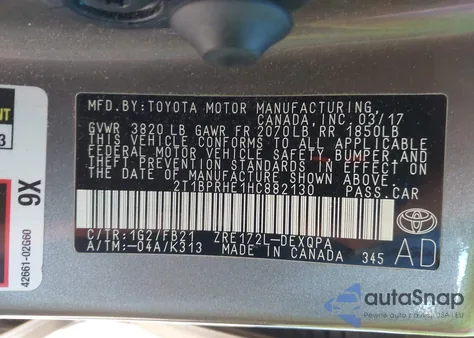 MFD.BY:TOYOTA MOTOR MANUFACTURING,
CANADA,INC. 03/17
GVWR 3820 LB GAWR FR 2070LB RR 1850LB
THIS VEHICLE CONFORMS TO ALL APPLICABLE
FEDERAL MOTOR VEHICLE SAFETY, BUMPER, AND
THEFT PREVENTION STANDARDS IN EFFECT ON
THE DATE OF MANUFACTURE SHOWN ABOVE.
2T1BPRHE1HC882130 PASS.CAR
C/TR:1G2/FB21 ZRE172L-DEXQPA
A/TM:-04A/K313 MADE IN CANADA 345
TOYOTA
AD
NT
3
9X
42661-02G60
autoSnap